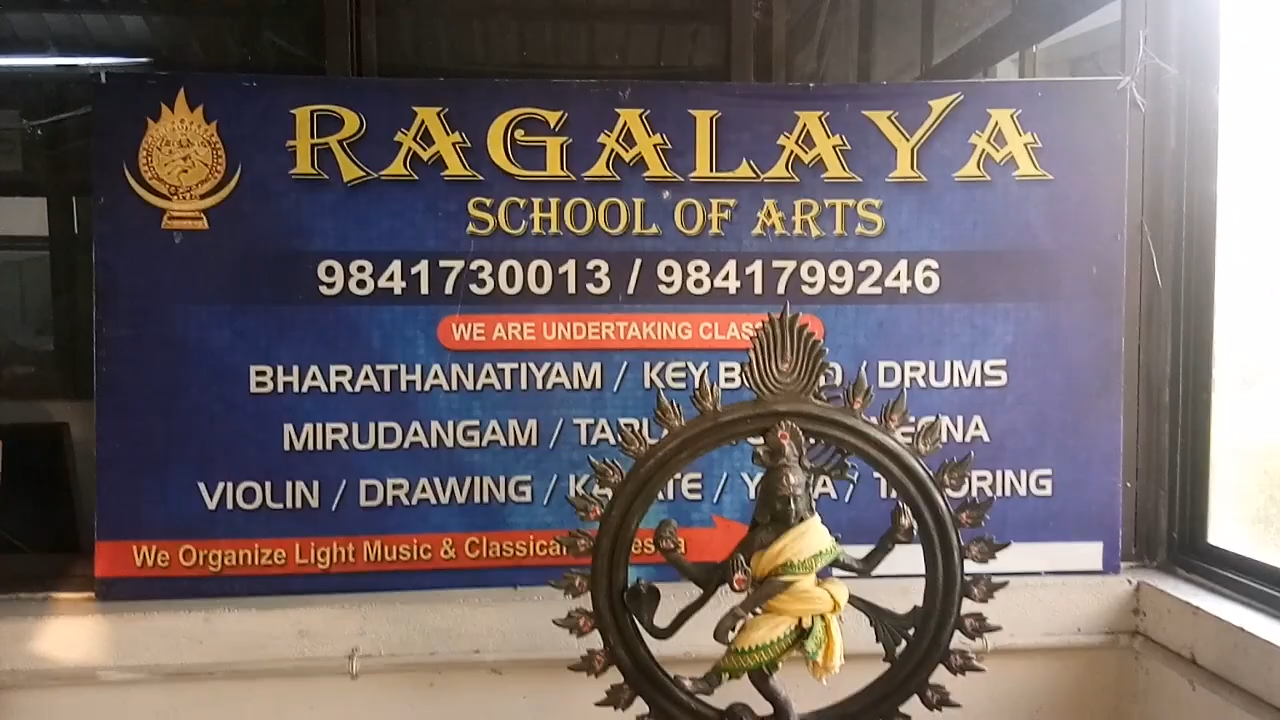 RAGALAYA
SCHOOL OF ARTS
9841730013 / 9841799246
WE ARE UNDERTAKING
BHARATHANATIYAM / KEY / DRUMS
MIRUDANGAM /
VIOLIN / DRAWING / /
We Organize Light Music & Classical